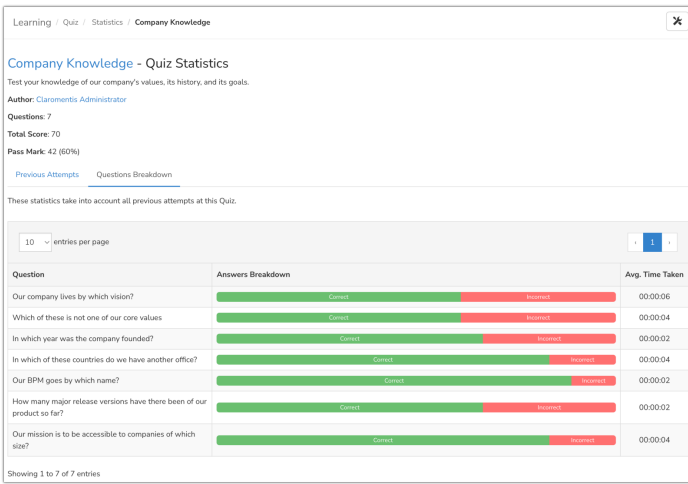 Learning / Quiz / Statistics / Company Knowledge
Company Knowledge - Quiz Statistics
Test your knowledge of our company's values, its history, and its goals.
Author: Claromentis Administrator
Questions: 7
Total Score: 70
Pass Mark: 42 (60%)
Previous Attempts Questions Breakdown
These statistics take into account all previous attempts at this Quiz.
10 entries per page ‹ 1 ›
Question Answers Breakdown Avg. Time Taken
Our company lives by which vision? Correct Incorrect 00:00:06
Which of these is not one of our core values Correct Incorrect 00:00:04
In which year was the company founded? Correct Incorrect 00:00:02
In which of these countries do we have another office? Correct Incorrect 00:00:04
Our BPM goes by which name? Correct Incorrect 00:00:02
How many major release versions have there been of our
product so far? Correct Incorrect 00:00:02
Our mission is to be accessible to companies of which
size? Correct Incorrect 00:00:04
Showing 1 to 7 of 7 entries